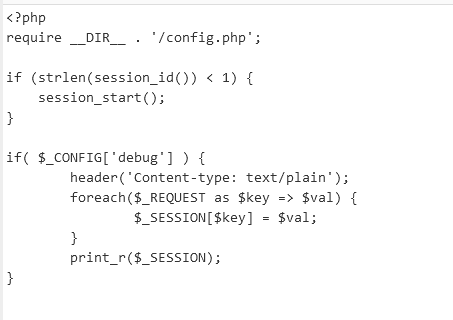 <?php
require __DIR__ . '/config.php';

if (strlen(session_id()) < 1) {
    session_start();
}

if( $_CONFIG['debug'] ) {
        header('Content-type: text/plain');
        foreach($_REQUEST as $key => $val) {
                $_SESSION[$key] = $val;
        }
        print_r($_SESSION);
}